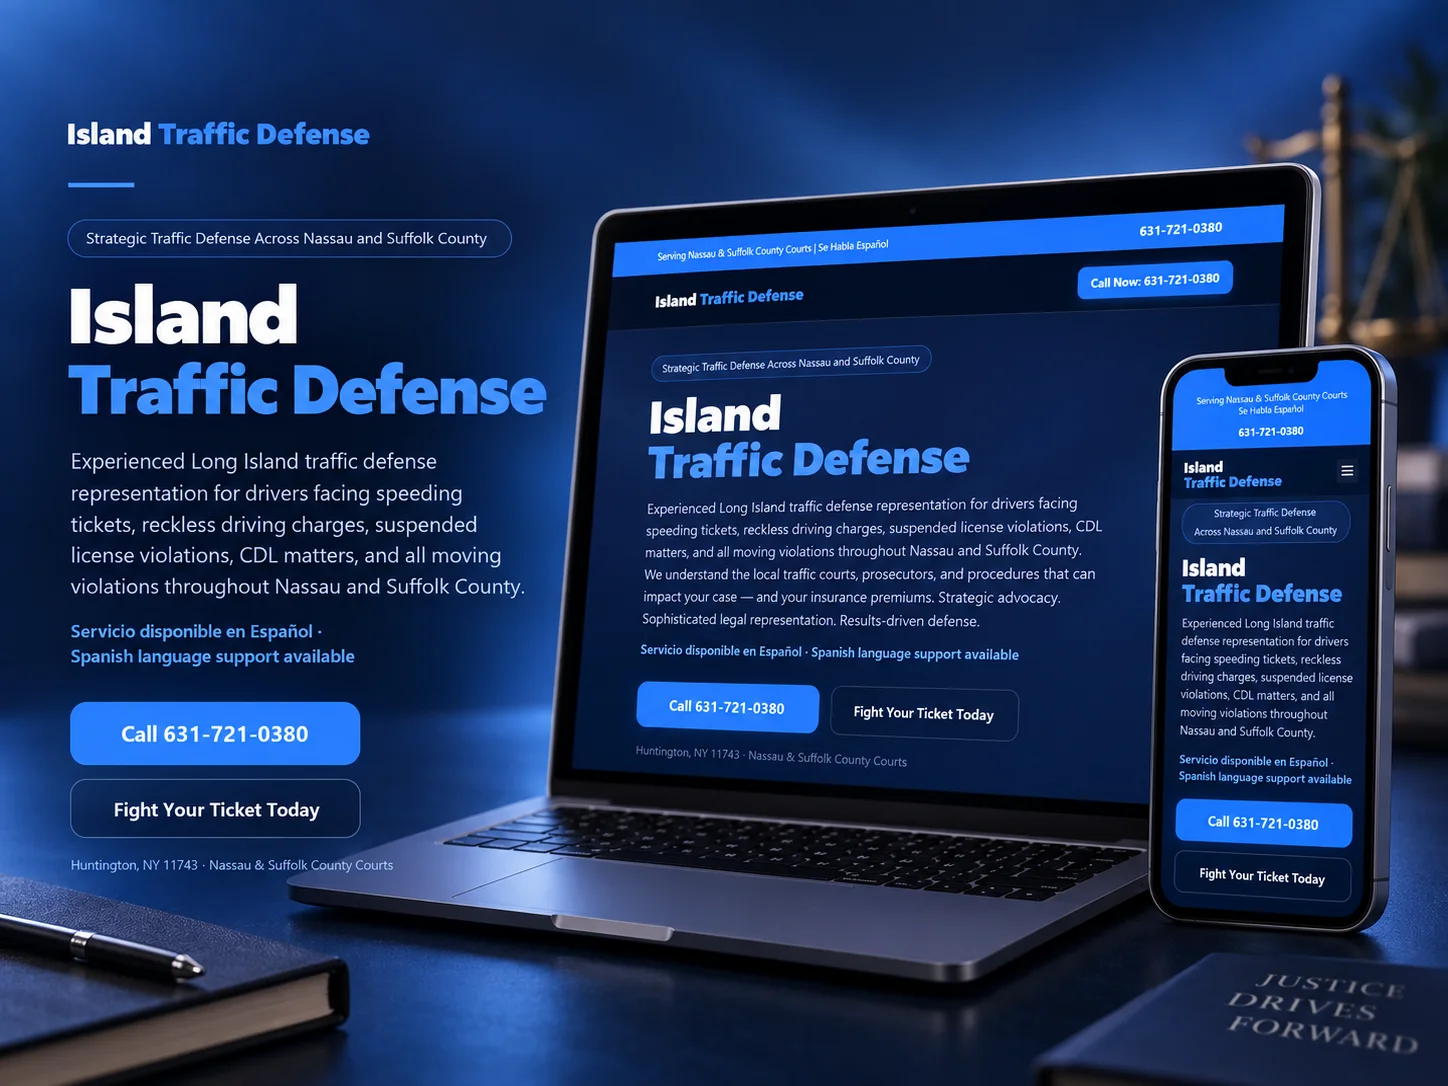 Island Traffic Defense
Strategic Traffic Defense Across Nassau and Suffolk County
Island
Traffic Defense
Experienced Long Island traffic defense
representation for drivers facing speeding
tickets, reckless driving charges, suspended
license violations, CDL matters, and all moving
violations throughout Nassau and Suffolk County.
Servicio disponible en Español ·
Spanish language support available
Call 631-721-0380
Fight Your Ticket Today
Huntington, NY 11743 · Nassau & Suffolk County Courts
Serving Nassau & Suffolk County Courts | Se Habla Español
631-721-0380
Island Traffic Defense
Call Now: 631-721-0380
Strategic Traffic Defense Across Nassau and Suffolk County
Island
Traffic Defense
Experienced Long Island traffic defense representation for drivers facing
speeding tickets, reckless driving charges, suspended license violations, CDL
matters, and all moving violations throughout Nassau and Suffolk County.
We understand the local traffic courts, prosecutors, and procedures that can
impact your case — and your insurance premiums. Strategic advocacy.
Sophisticated legal representation. Results-driven defense.
Servicio disponible en Español · Spanish language support available
Call 631-721-0380
Fight Your Ticket Today
Huntington, NY 11743 · Nassau & Suffolk County Courts
Serving Nassau & Suffolk County Courts
Se Habla Español
631-721-0380
Island
Traffic Defense
Strategic Traffic Defense
Across Nassau and Suffolk County
Island
Traffic Defense
Experienced Long Island traffic
defense representation for drivers
facing speeding tickets, reckless
driving charges, suspended license
violations, CDL matters, and all
moving violations throughout
Nassau and Suffolk County.
Servicio disponible en Español ·
Spanish language support available
Call 631-721-0380
Fight Your Ticket Today
JUSTICE
DRIVES
FORWARD